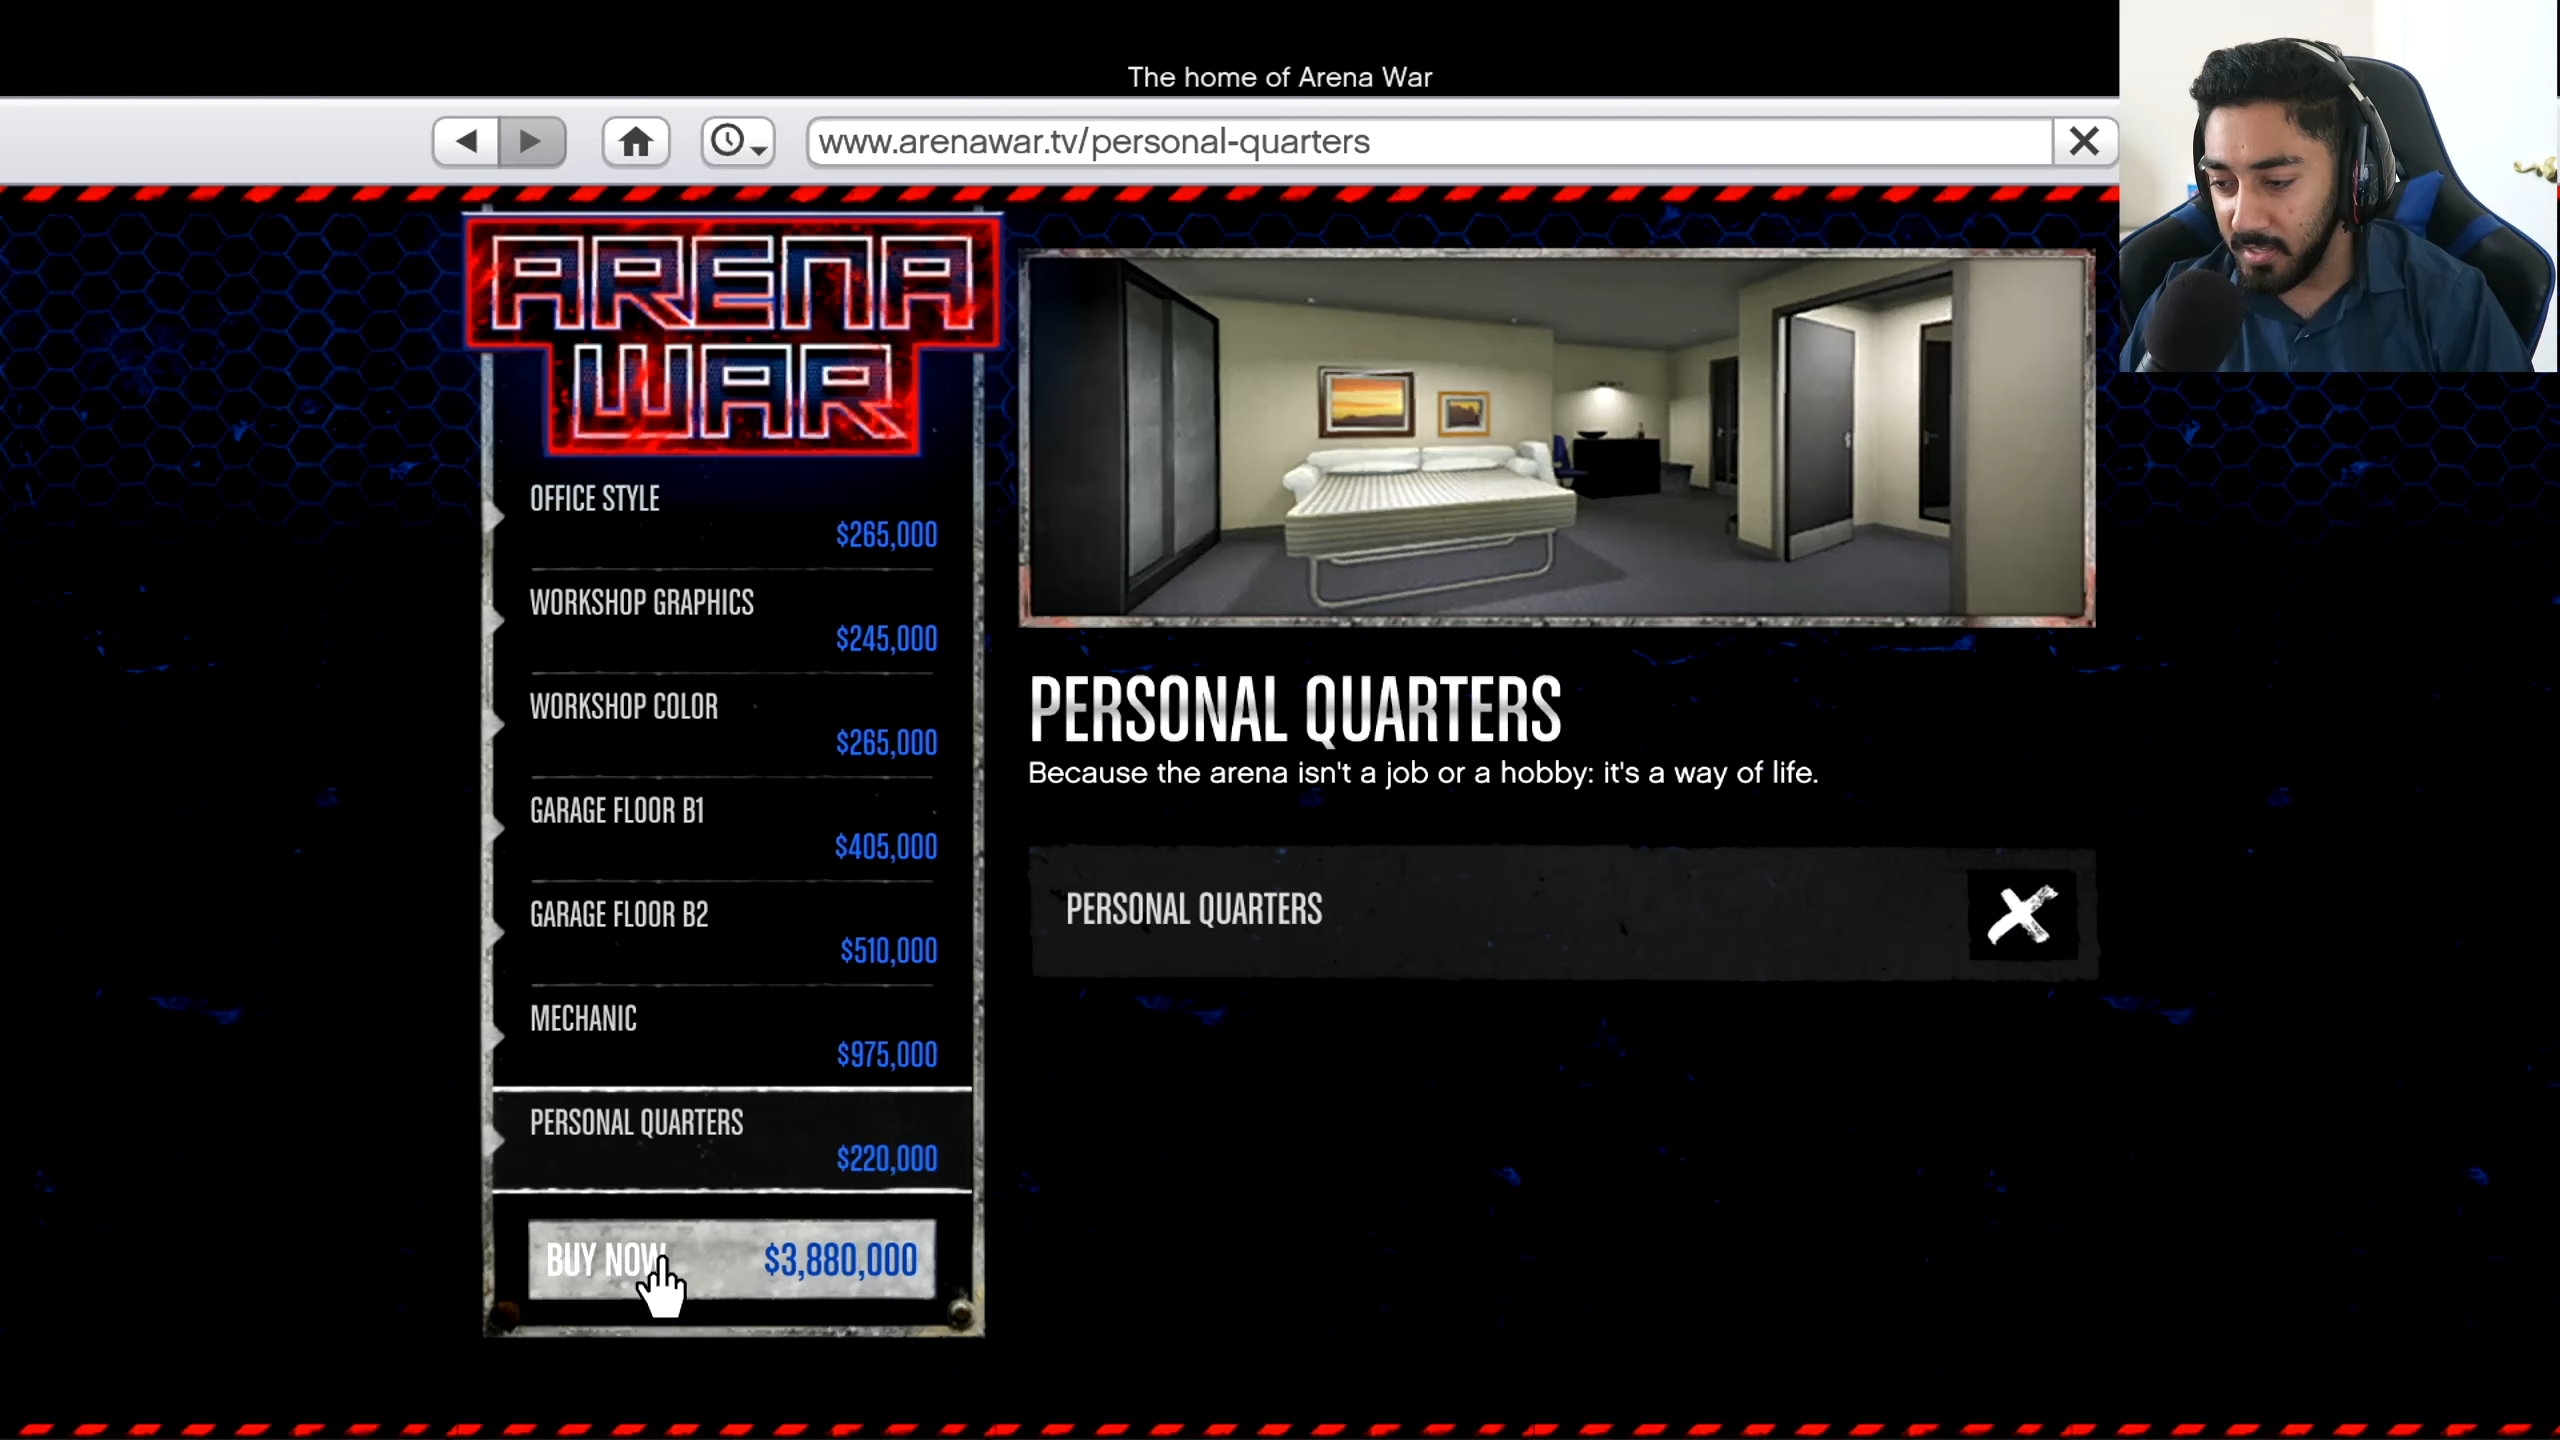 The home of Arena War
www.arenawar.tv/personal-quarters
ARENA
WAR
OFFICE STYLE
$265,000
WORKSHOP GRAPHICS
$245,000
WORKSHOP COLOR
$265,000
GARAGE FLOOR B1
$405,000
GARAGE FLOOR B2
$510,000
MECHANIC
$975,000
PERSONAL QUARTERS
$220,000
BUY NOW $3,880,000
PERSONAL QUARTERS
Because the arena isn't a job or a hobby: it's a way of life.
PERSONAL QUARTERS